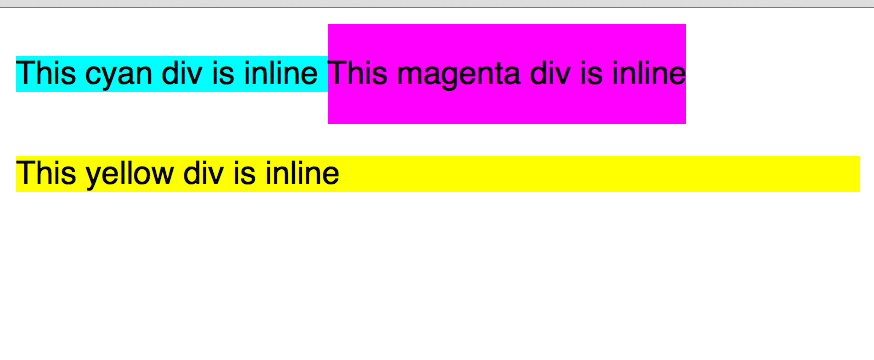 This cyan div is inline This magenta div is inline
This yellow div is inline